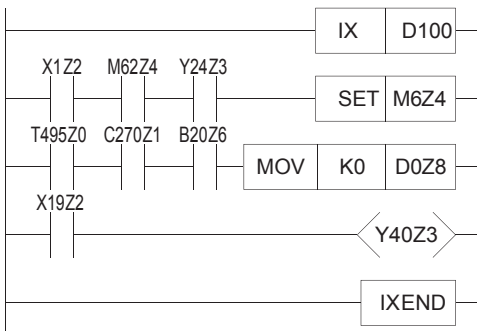 IX D100
X1Z2 M62Z4 Y24Z3
SET M6Z4
T495Z0 C270Z1 B20Z6
MOV K0 D0Z8
X19Z2
Y40Z3
IXEND